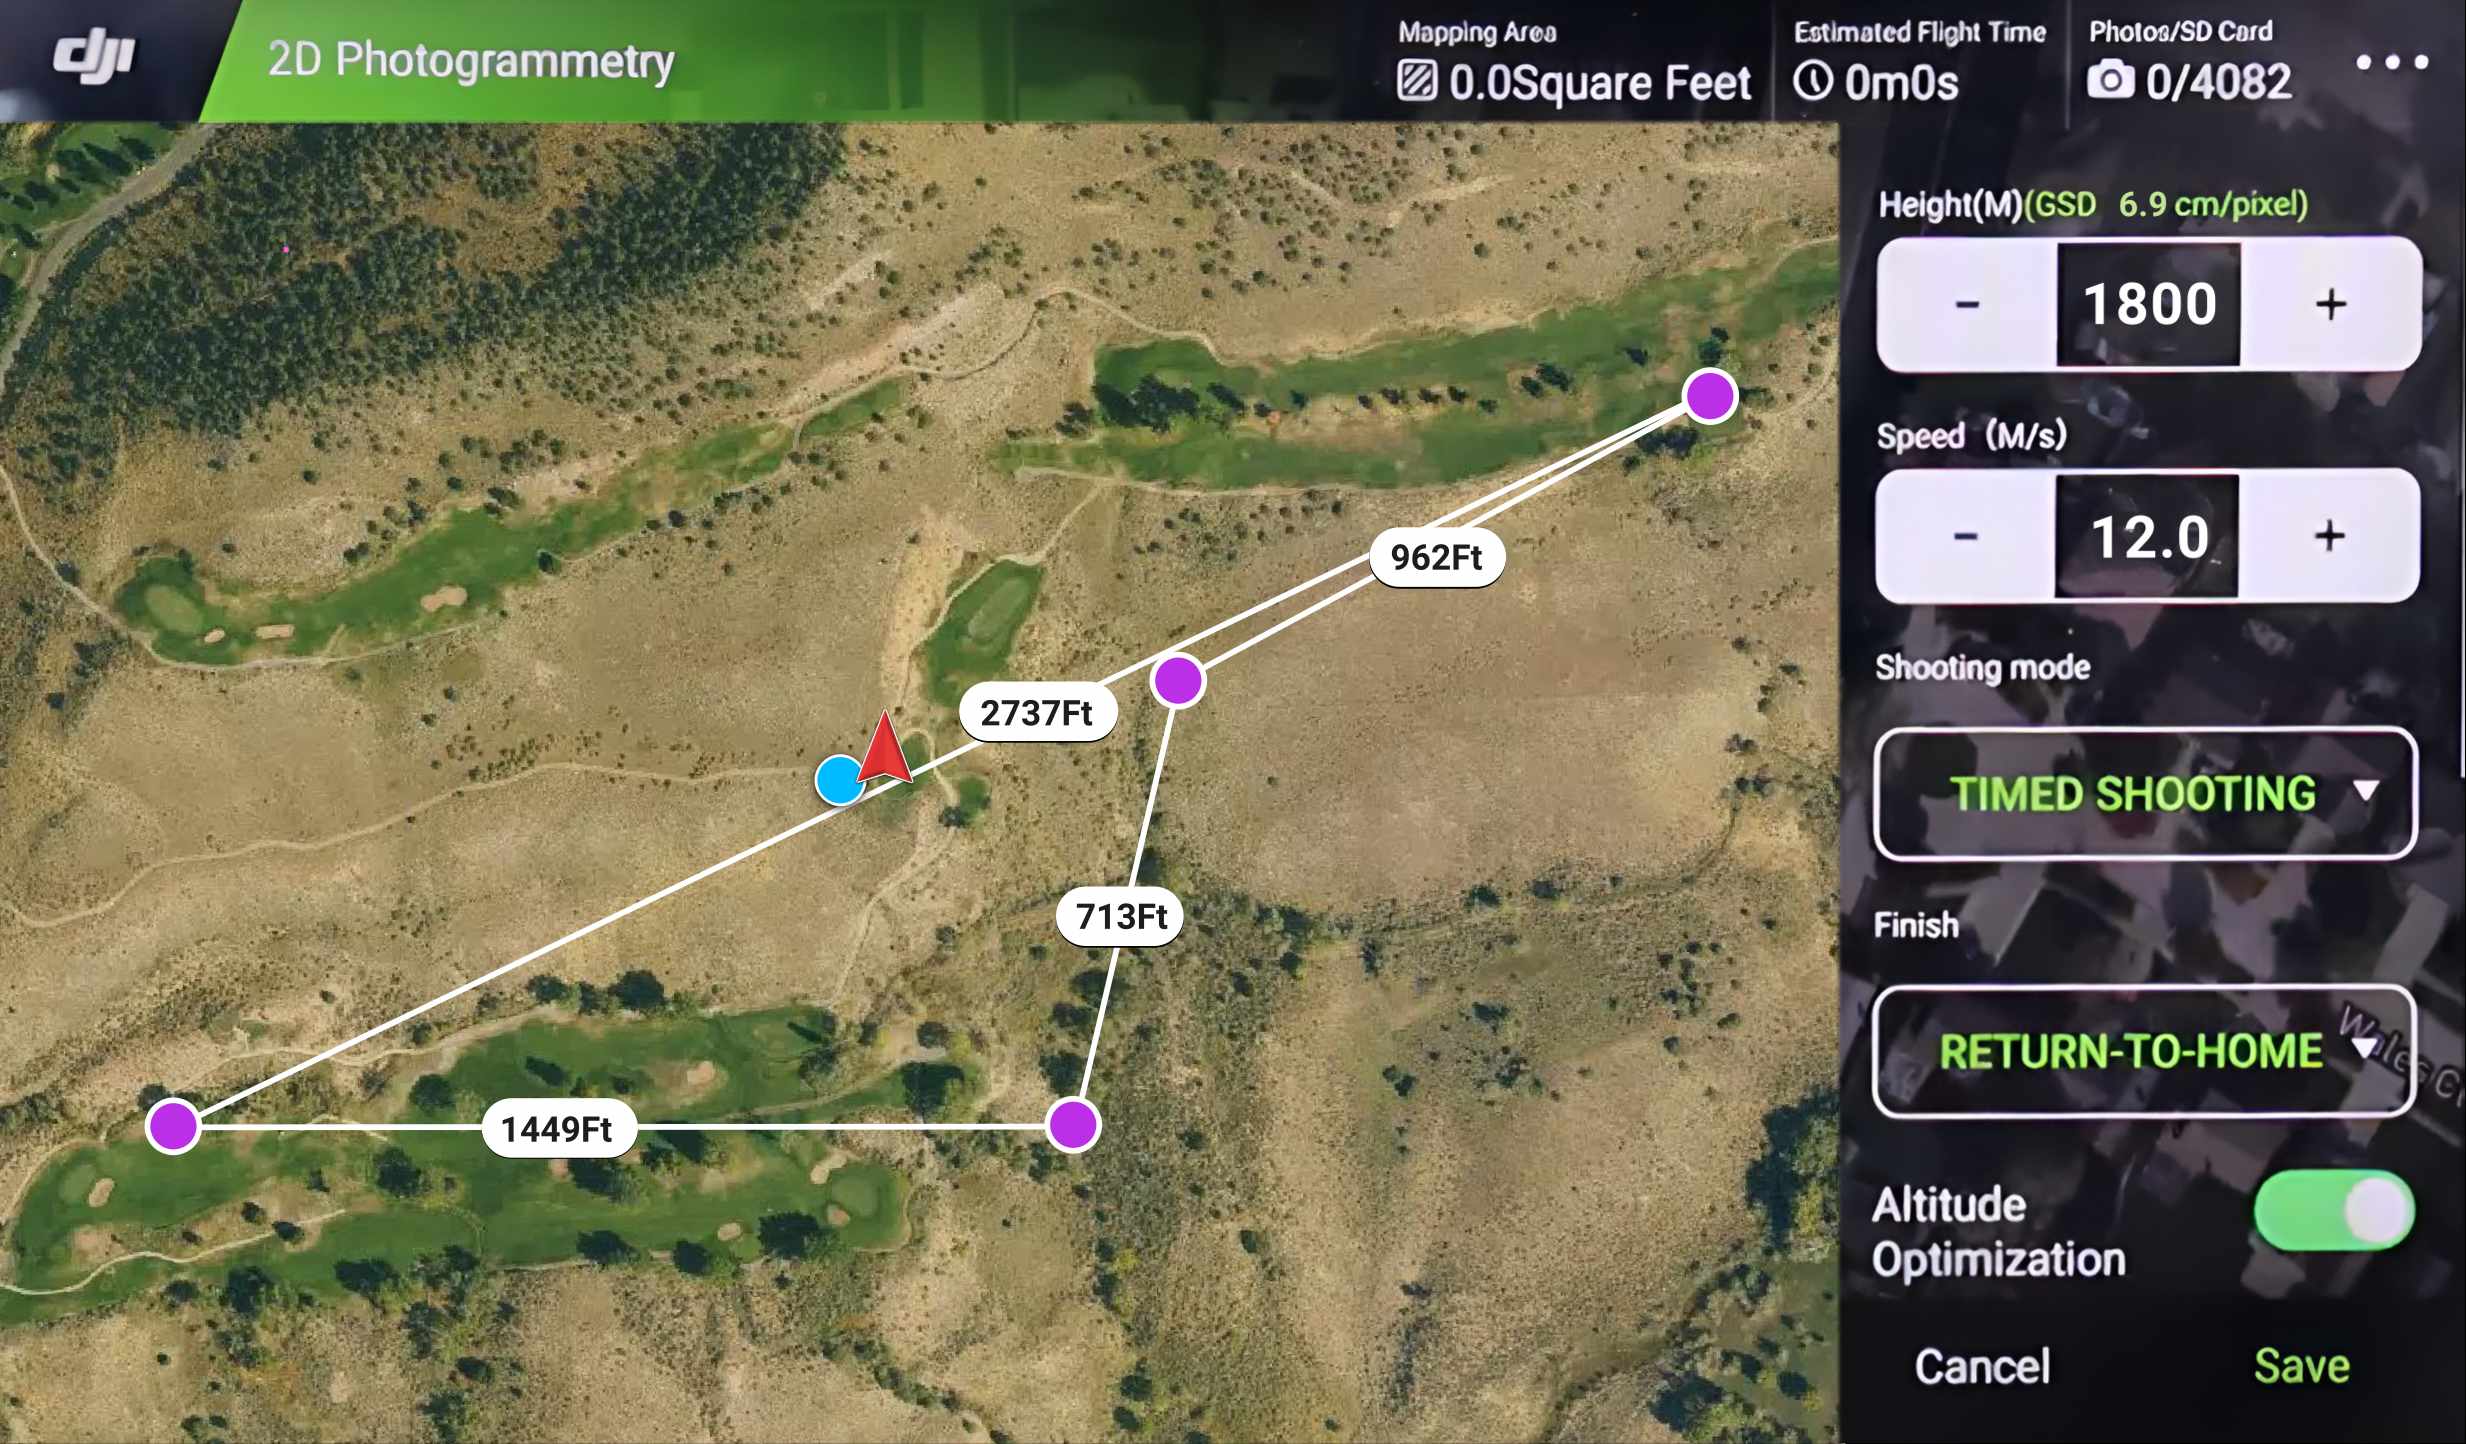 dji
2D Photogrammetry
Mapping Area
0.0Square Feet
Estimated Flight Time
0m0s
Photos/SD Card
0/4082
Height(M)(GSD 6.9 cm/pixel)
- 1800 +
Speed (M/s)
- 12.0 +
Shooting mode
TIMED SHOOTING
Finish
RETURN-TO-HOME
Altitude
Optimization
Cancel
Save
962Ft
2737Ft
713Ft
1449Ft